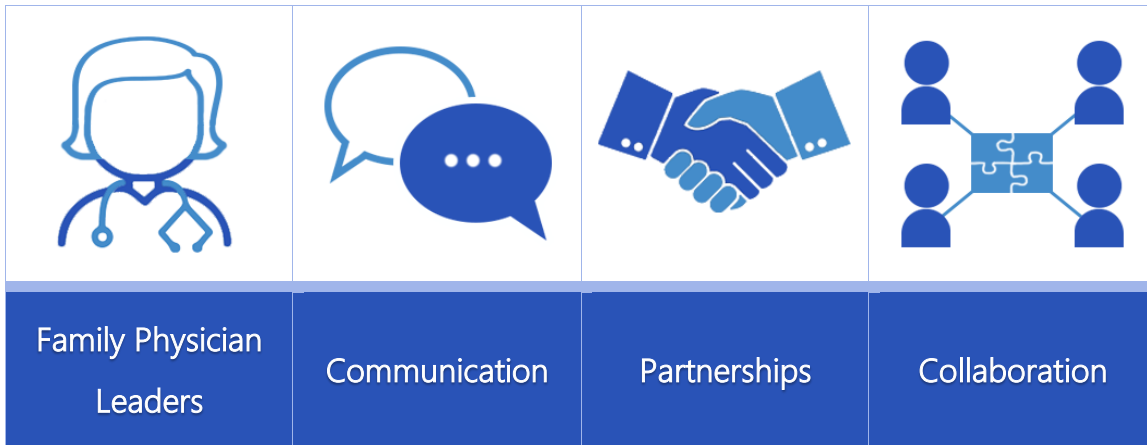 Family Physician
Leaders
Communication
Partnerships
Collaboration